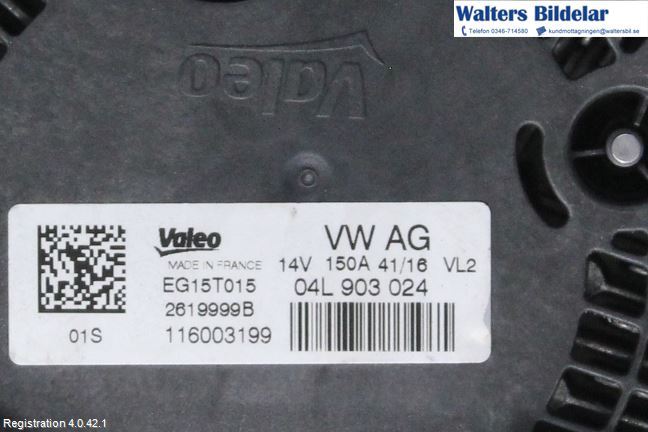 Walters Bildelar
Telefon 0346-714580 kundmottagningen@waltersbil.se
Valeo
Valeo VW AG
MADE IN FRANCE 14V 150A 41/16 VL2
EG15T015 04L 903 024
2619999B
01S 116003199
Registration 4.0.42.1